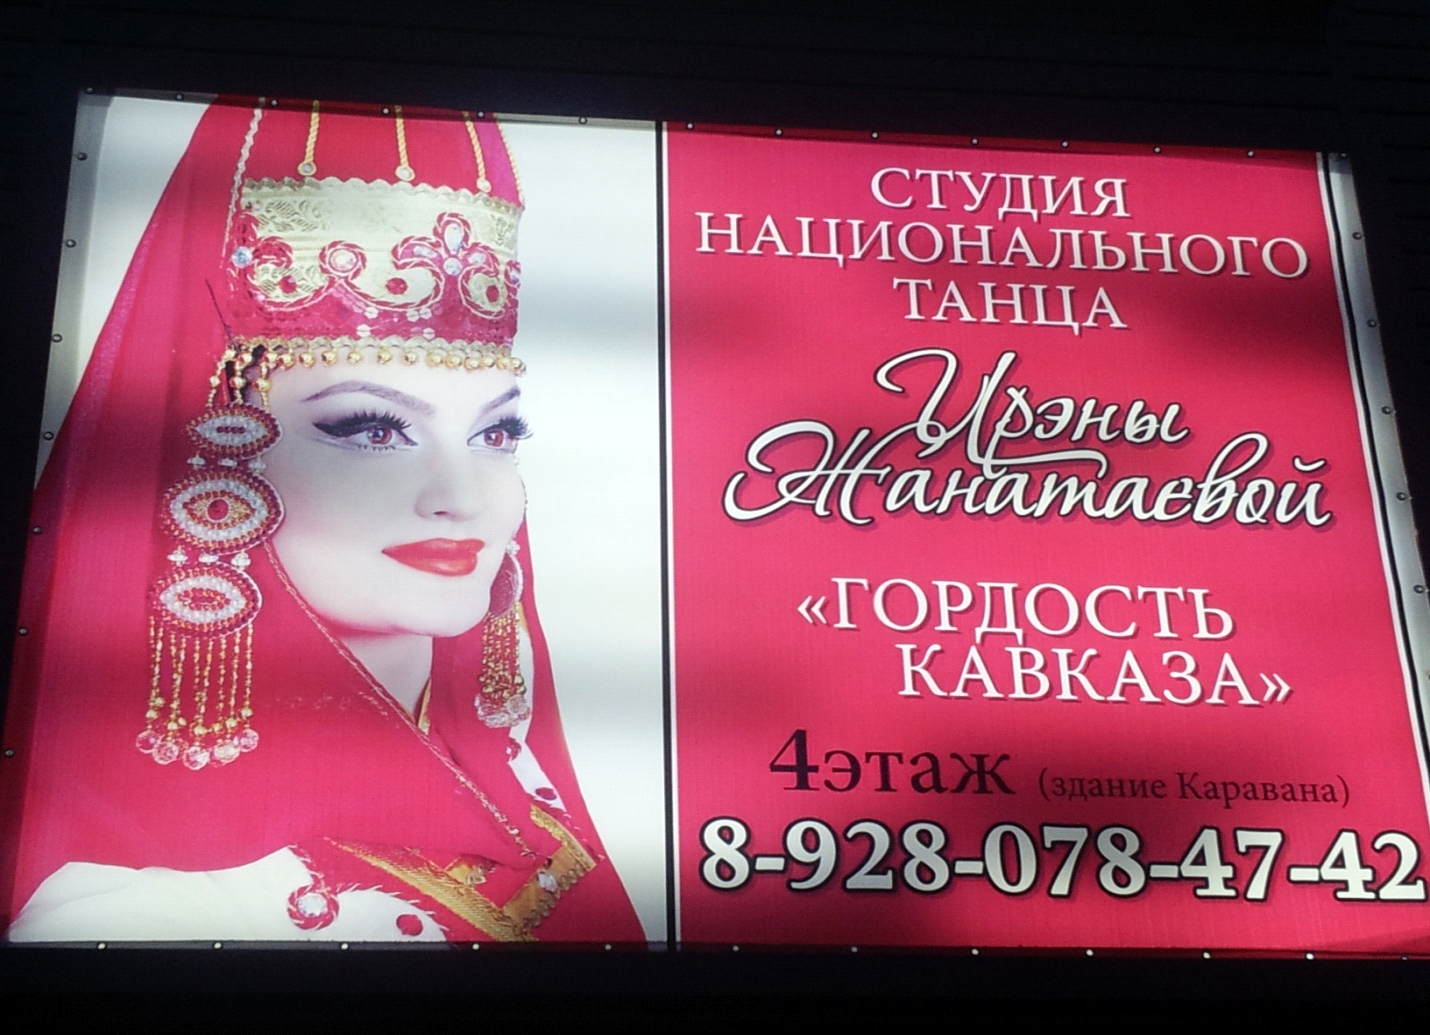 СТУДИЯ
НАЦИОНАЛЬНОГО
ТАНЦА
Ирэны
Жанатаевой
«ГОРДОСТЬ
КАВКАЗА»
4этаж (здание Каравана)
8-928-078-47-42